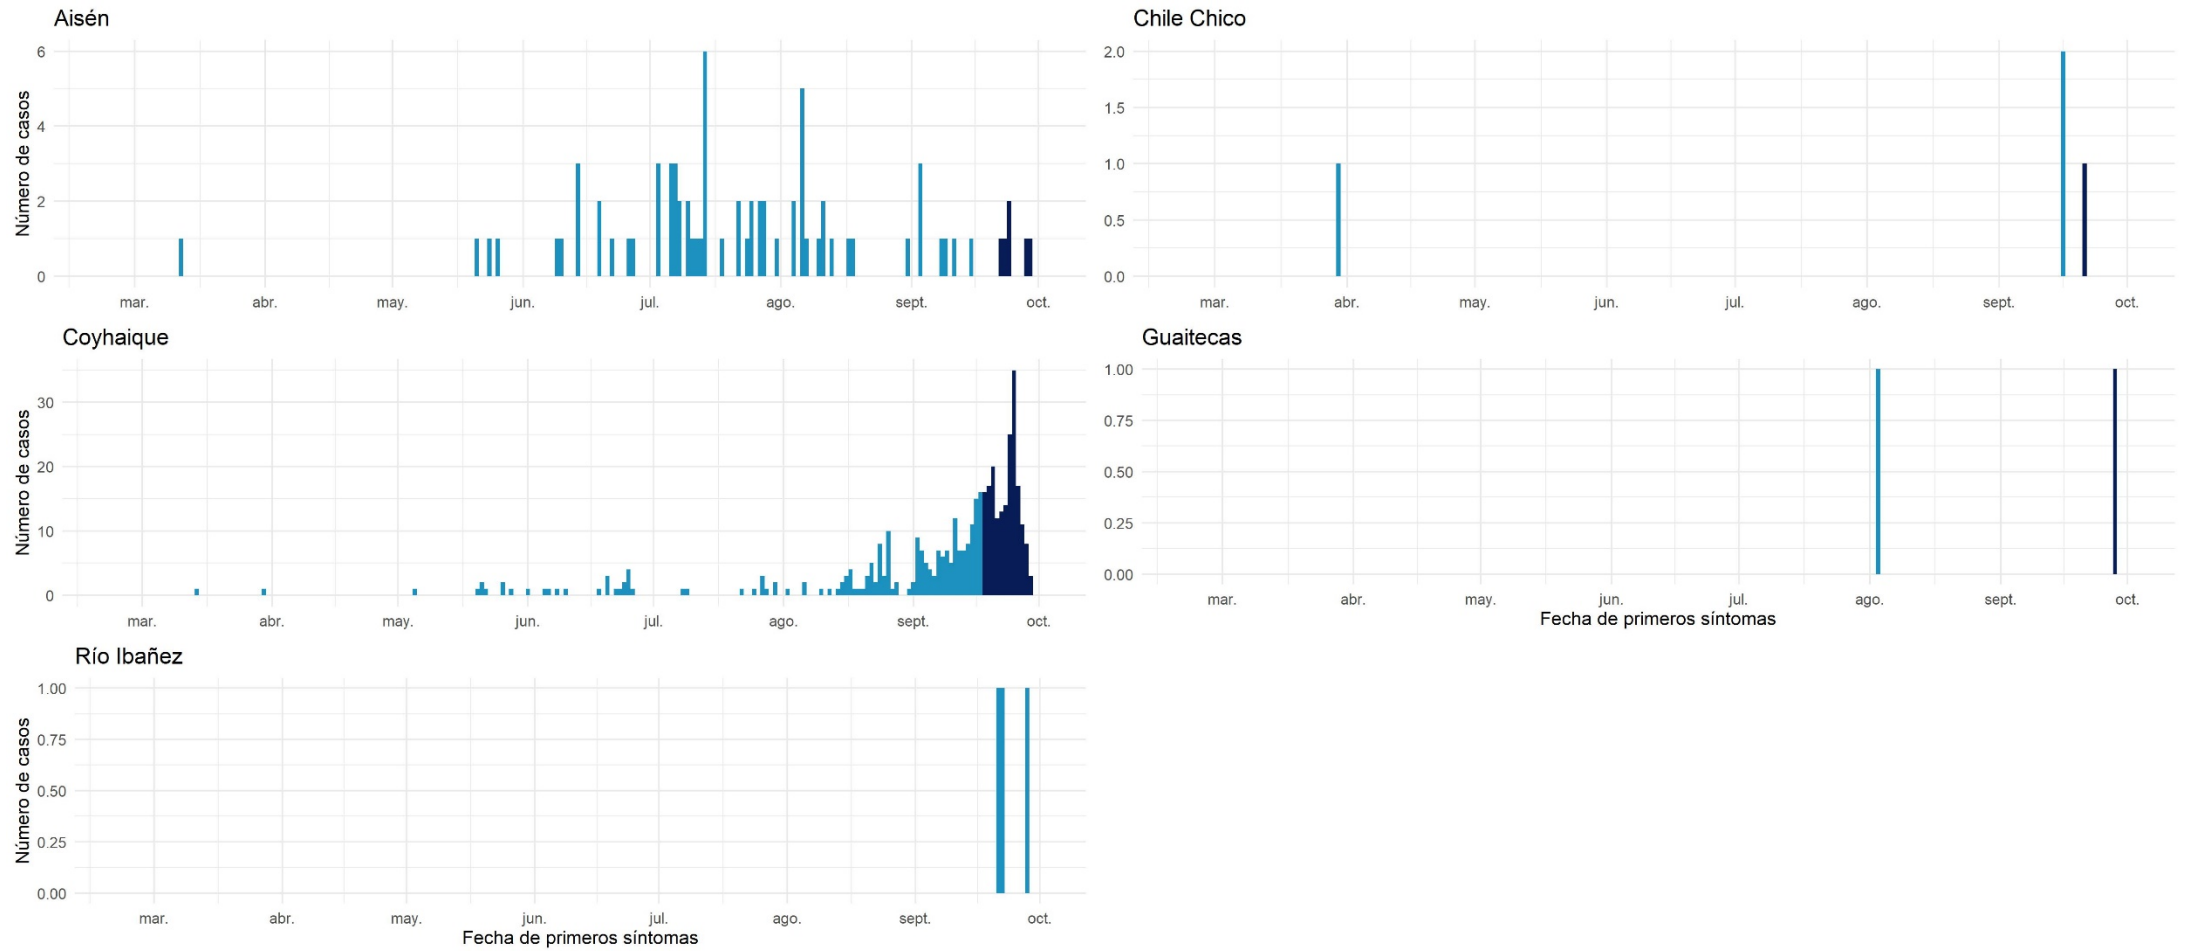 Aisén
Número de casos
6
4
2
0
mar. abr. may. jun. jul. ago. sept. oct.
Chile Chico
2.0
1.5
1.0
0.5
0.0
mar. abr. may. jun. jul. ago. sept. oct.
Coyhaique
Número de casos
30
20
10
0
mar. abr. may. jun. jul. ago. sept. oct.
Guaitecas
1.00
0.75
0.50
0.25
0.00
mar. abr. may. jun. jul. ago. sept. oct.
Fecha de primeros síntomas
Río Ibañez
Número de casos
1.00
0.75
0.50
0.25
0.00
mar. abr. may. jun. jul. ago. sept. oct.
Fecha de primeros síntomas